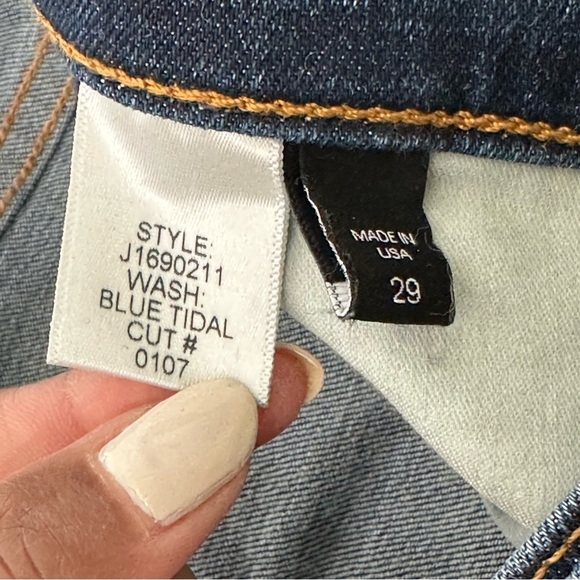 STYLE:
J1690211
WASH:
BLUE TIDAL
CUT #
0107
MADE IN
USA
29